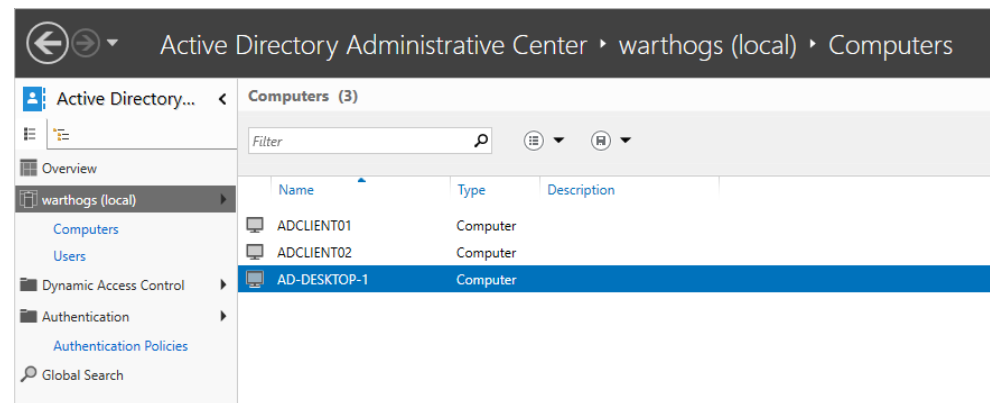 Active Directory Administrative Center ‣ warthogs (local) ‣ Computers
Active Directory...
Computers (3)
Filter
Overview
warthogs (local)
Computers
Users
Dynamic Access Control
Authentication
Authentication Policies
Global Search
Name Type Description
ADCLIENT01 Computer
ADCLIENT02 Computer
AD-DESKTOP-1 Computer